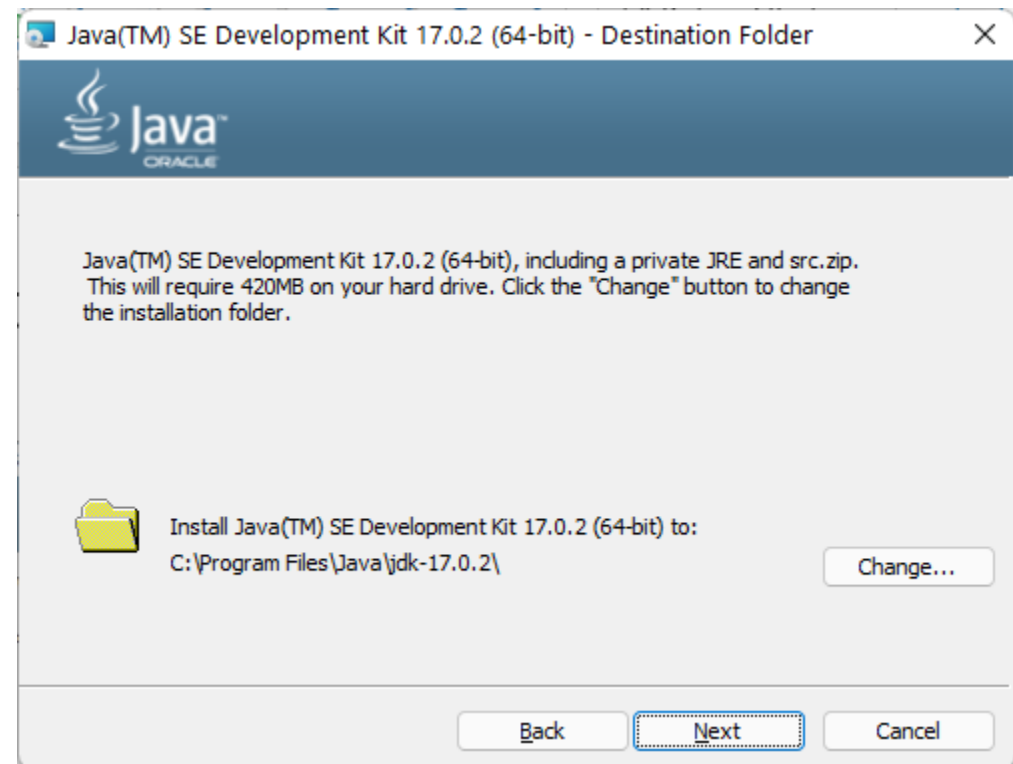 Java(TM) SE Development Kit 17.0.2 (64-bit) - Destination Folder
Java™
ORACLE
Java(TM) SE Development Kit 17.0.2 (64-bit), including a private JRE and src.zip.
This will require 420MB on your hard drive. Click the "Change" button to change
the installation folder.
Install Java(TM) SE Development Kit 17.0.2 (64-bit) to:
C:\Program Files\Java\jdk-17.0.2\
Change...
Back
Next
Cancel